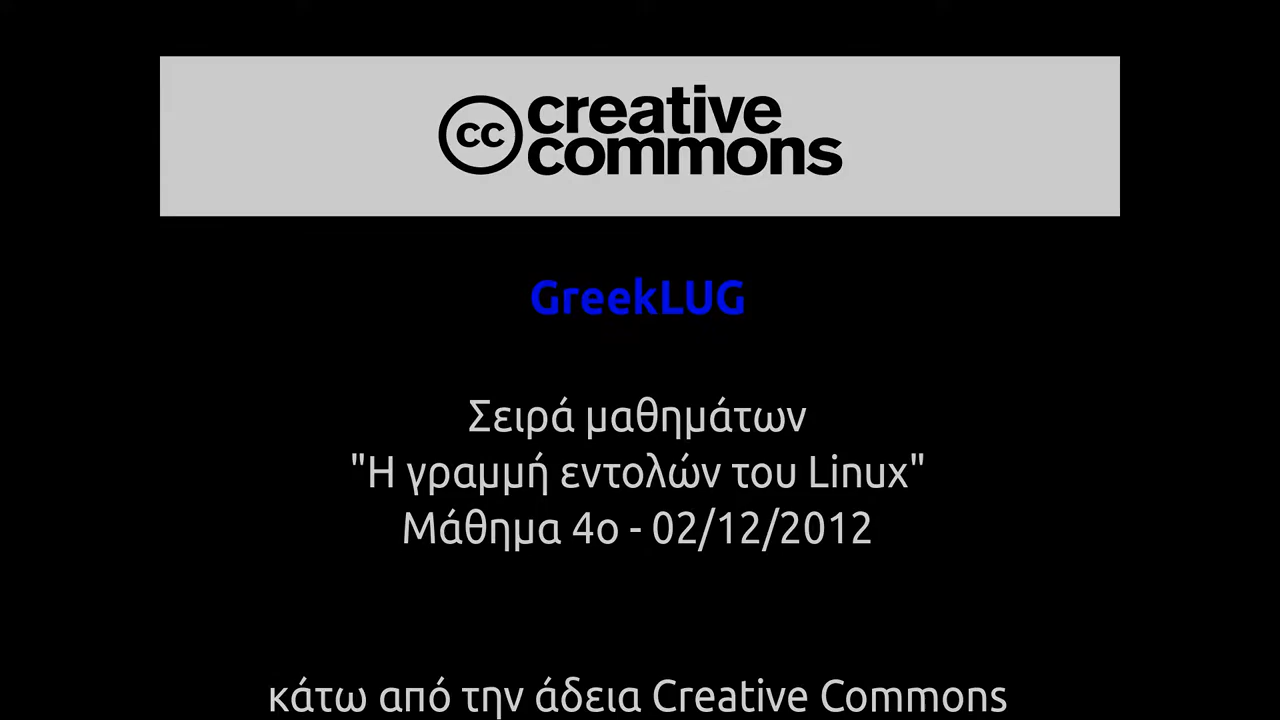 cc creative
commons
GreekLUG
Σειρά μαθημάτων
"Η γραμμή εντολών του Linux"
Μάθημα 4ο - 02/12/2012
κάτω από την άδεια Creative Commons